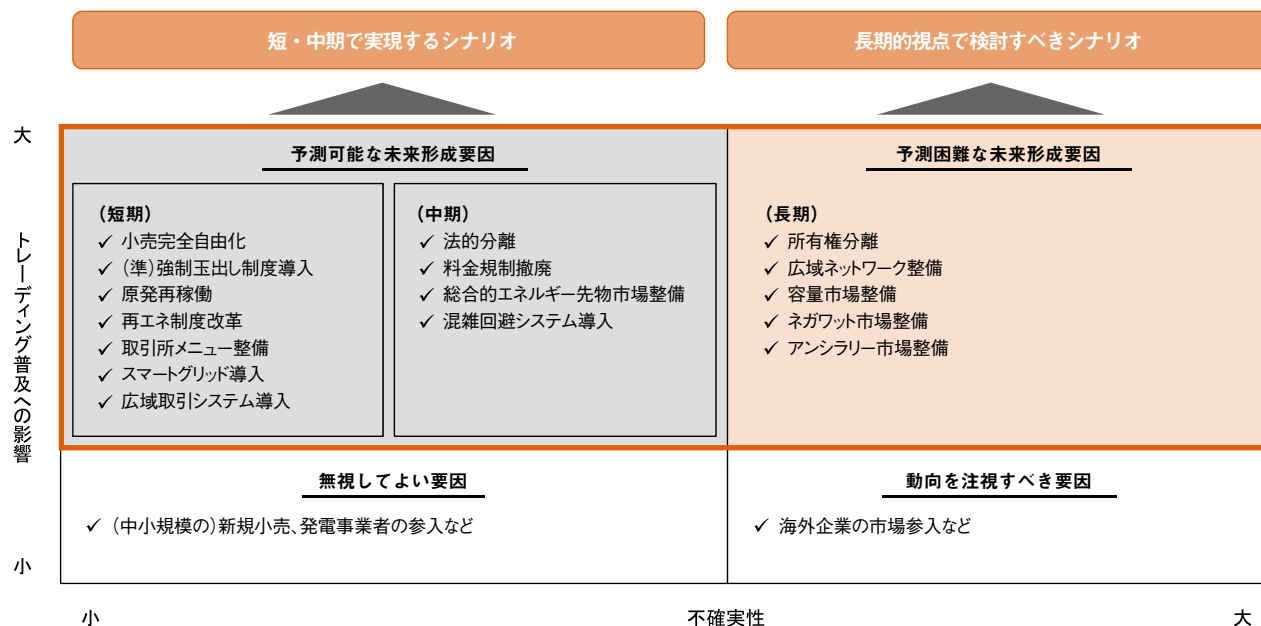 短・中期で実現するシナリオ
長期的視点で検討すべきシナリオ
大
トレーディング普及への影響
小
予測可能な未来形成要因
(短期)
✓ 小売完全自由化
✓ (準)強制玉出し制度導入
✓ 原発再稼働
✓ 再エネ制度改革
✓ 取引所メニュー整備
✓ スマートグリッド導入
✓ 広域取引システム導入
(中期)
✓ 法的分離
✓ 料金規制撤廃
✓ 総合的エネルギー先物市場整備
✓ 混雑回避システム導入
予測困難な未来形成要因
(長期)
✓ 所有権分離
✓ 広域ネットワーク整備
✓ 容量市場整備
✓ ネガワット市場整備
✓ アンシラリー市場整備
無視してよい要因
✓ (中小規模の)新規小売、発電事業者の参入など
動向を注視すべき要因
✓ 海外企業の市場参入など
小
不確実性
大